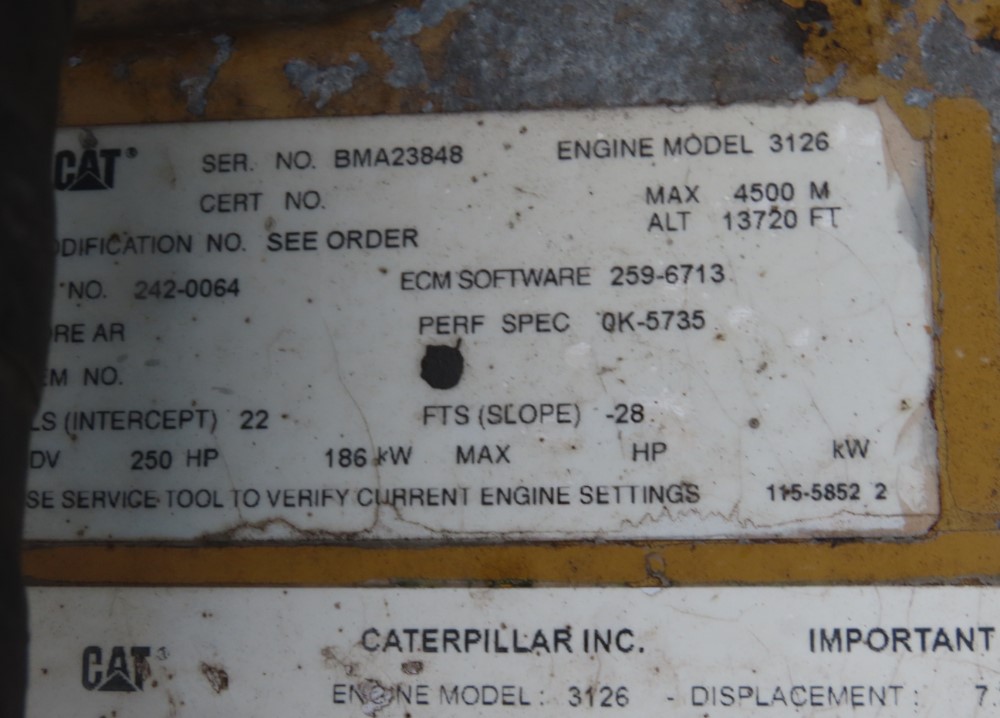 CAT® SER. NO. BMA23848 ENGINE MODEL 3126
CERT NO. MAX 4500 M
ALT 13720 FT
ODIFICATION NO. SEE ORDER
NO. 242-0064 ECM SOFTWARE 259-6713
RE AR PERF SPEC 0K-5735
EM NO.
LS (INTERCEPT) 22 FTS (SLOPE) -28
DV 250 HP 186 kW MAX HP kW
SE SERVICE TOOL TO VERIFY CURRENT ENGINE SETTINGS 115-5852 2
CAT CATERPILLAR INC. IMPORTANT
ENGINE MODEL: 3126 - DISPLACEMENT: 7.